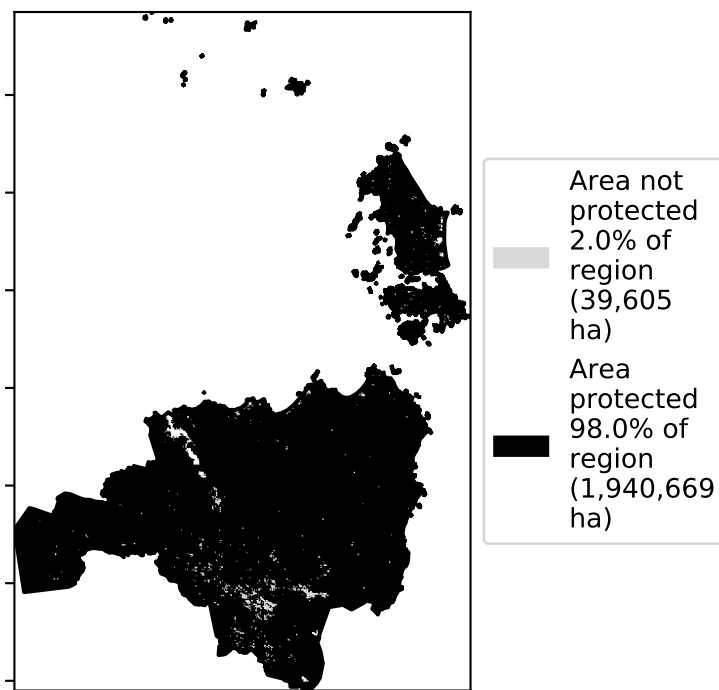 Area not
protected
2.0% of
region
(39,605
ha)
Area
protected
98.0% of
region
(1,940,669
ha)